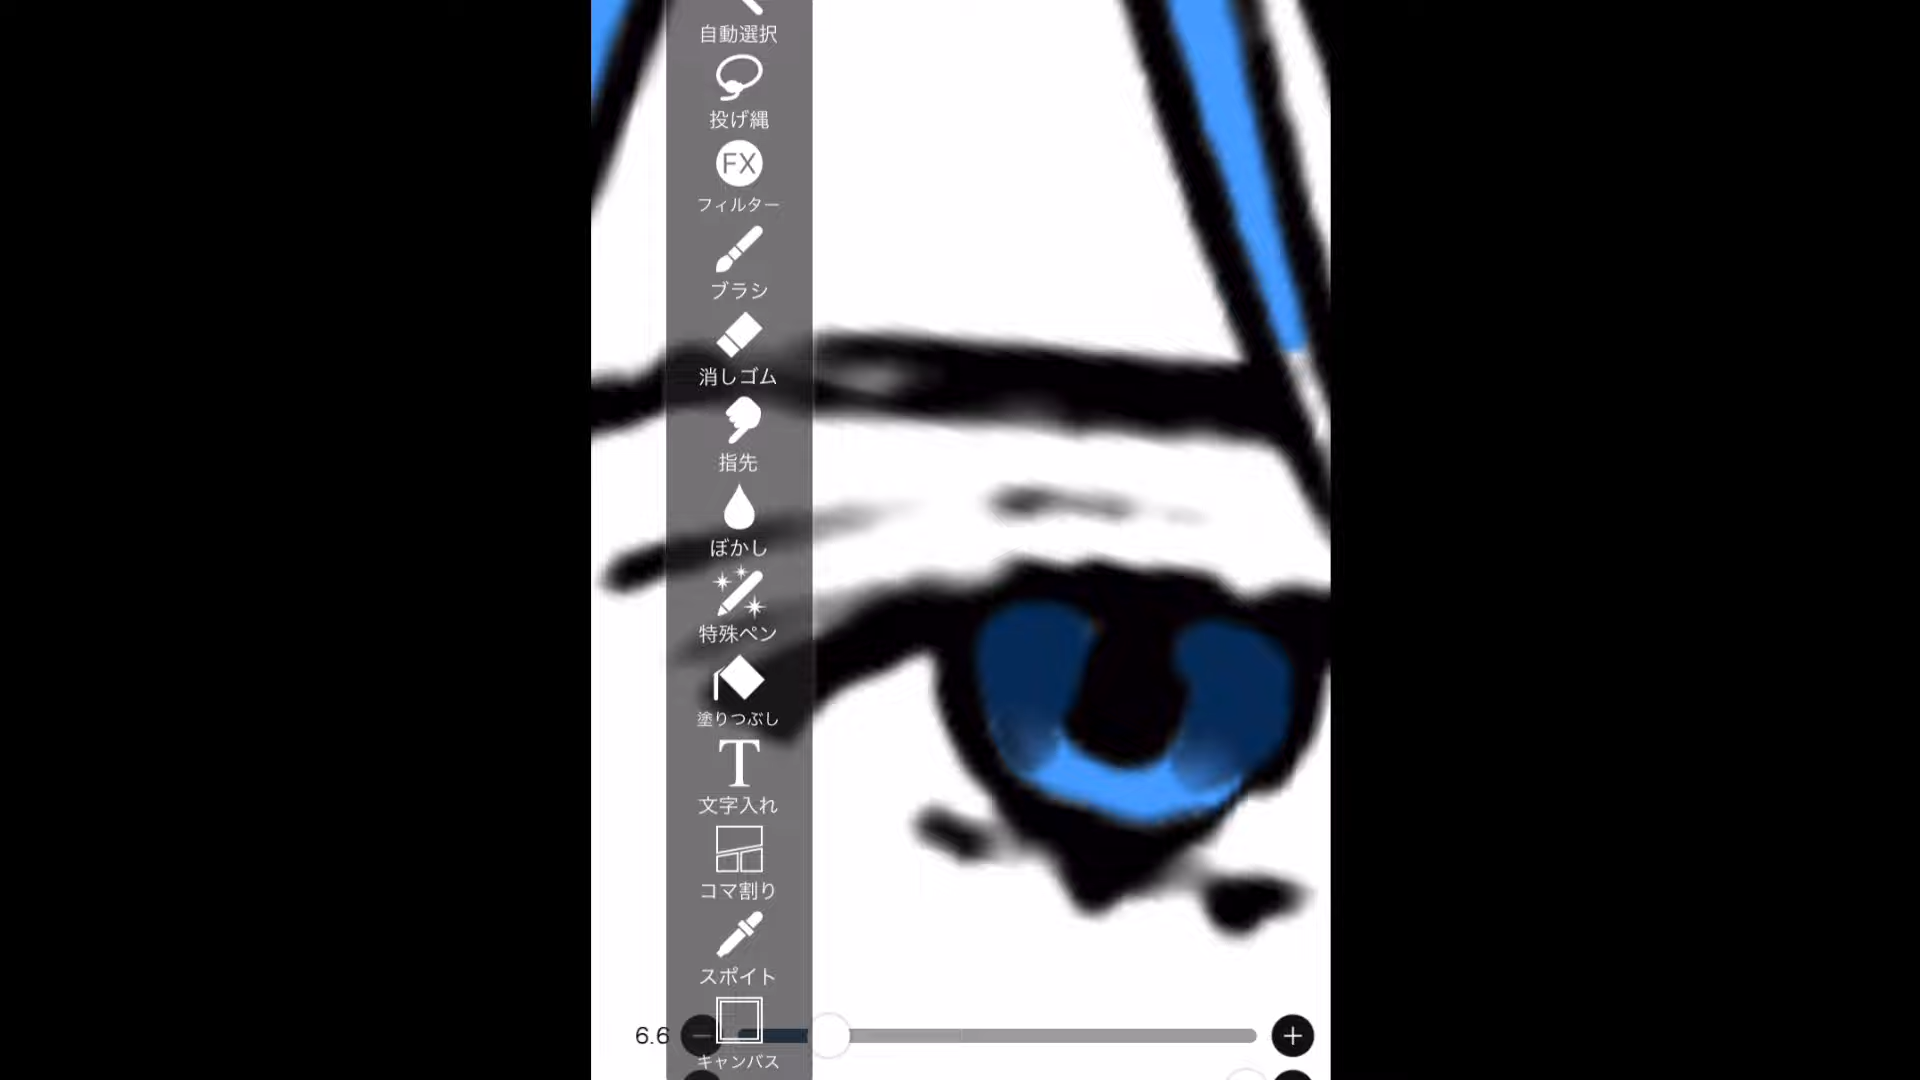 自動選択
投げ縄
FX
フィルター
ブラシ
消しゴム
指先
ぼかし
特殊ペン
塗りつぶし
T
文字入れ
コマ割り
スポイト
6.6
キャンバス